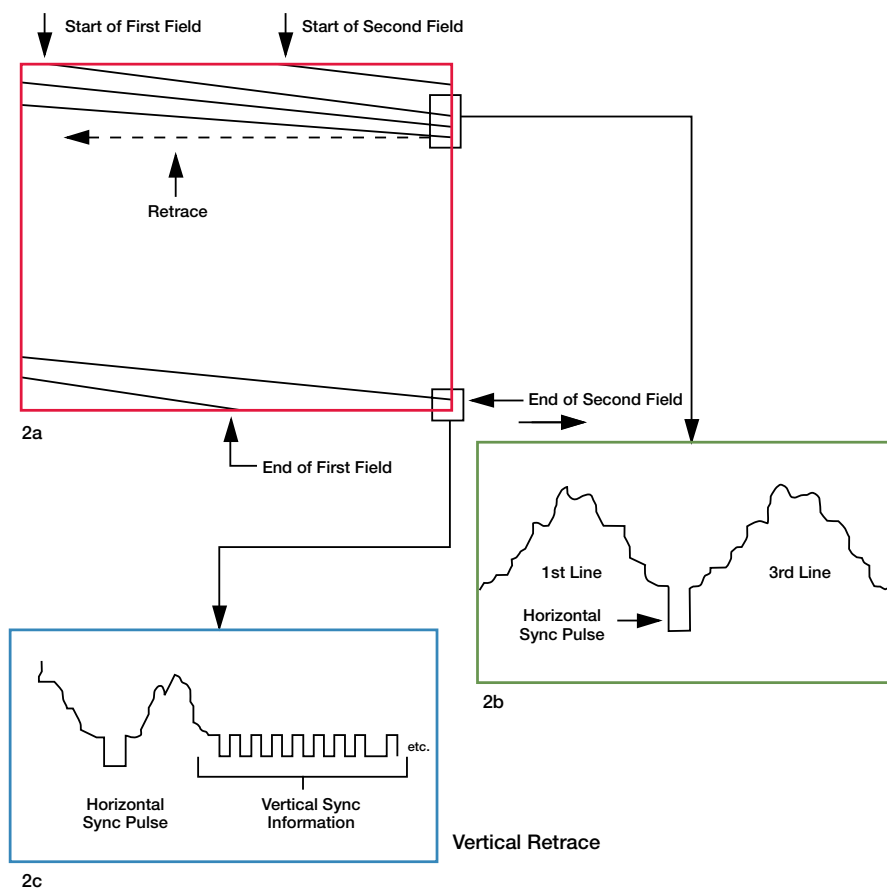 Start of First Field
Start of Second Field
Retrace
End of Second Field
2a
End of First Field
1st Line
3rd Line
Horizontal
Sync Pulse
2b
etc.
Horizontal
Sync Pulse
Vertical Sync
Information
Vertical Retrace
2c